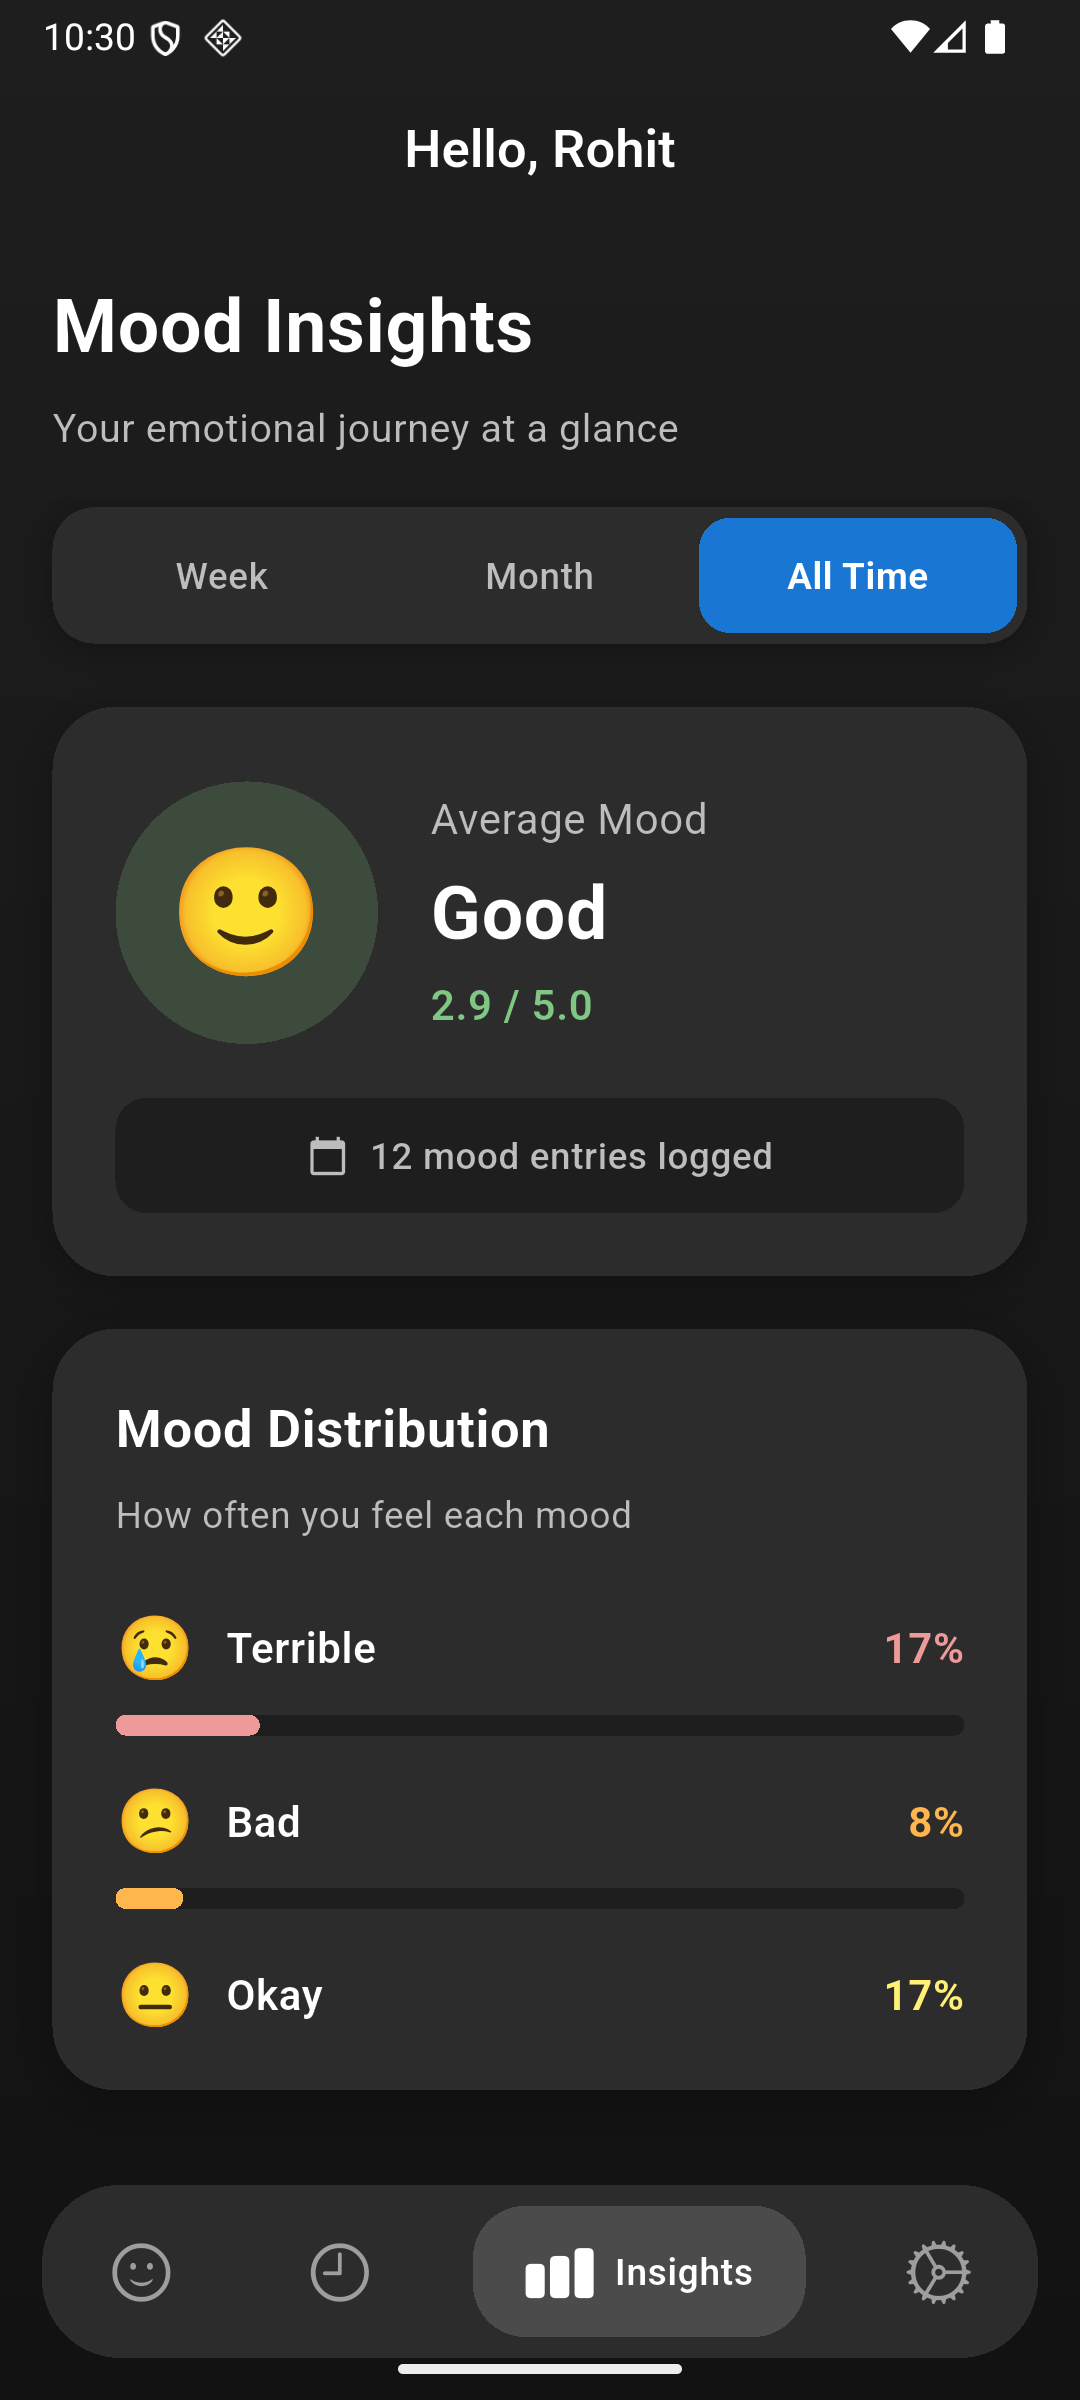 10:30
Hello, Rohit
Mood Insights
Your emotional journey at a glance
Week Month All Time
Average Mood
Good
2.9 / 5.0
12 mood entries logged
Mood Distribution
How often you feel each mood
Terrible 17%
Bad 8%
Okay 17%
Insights